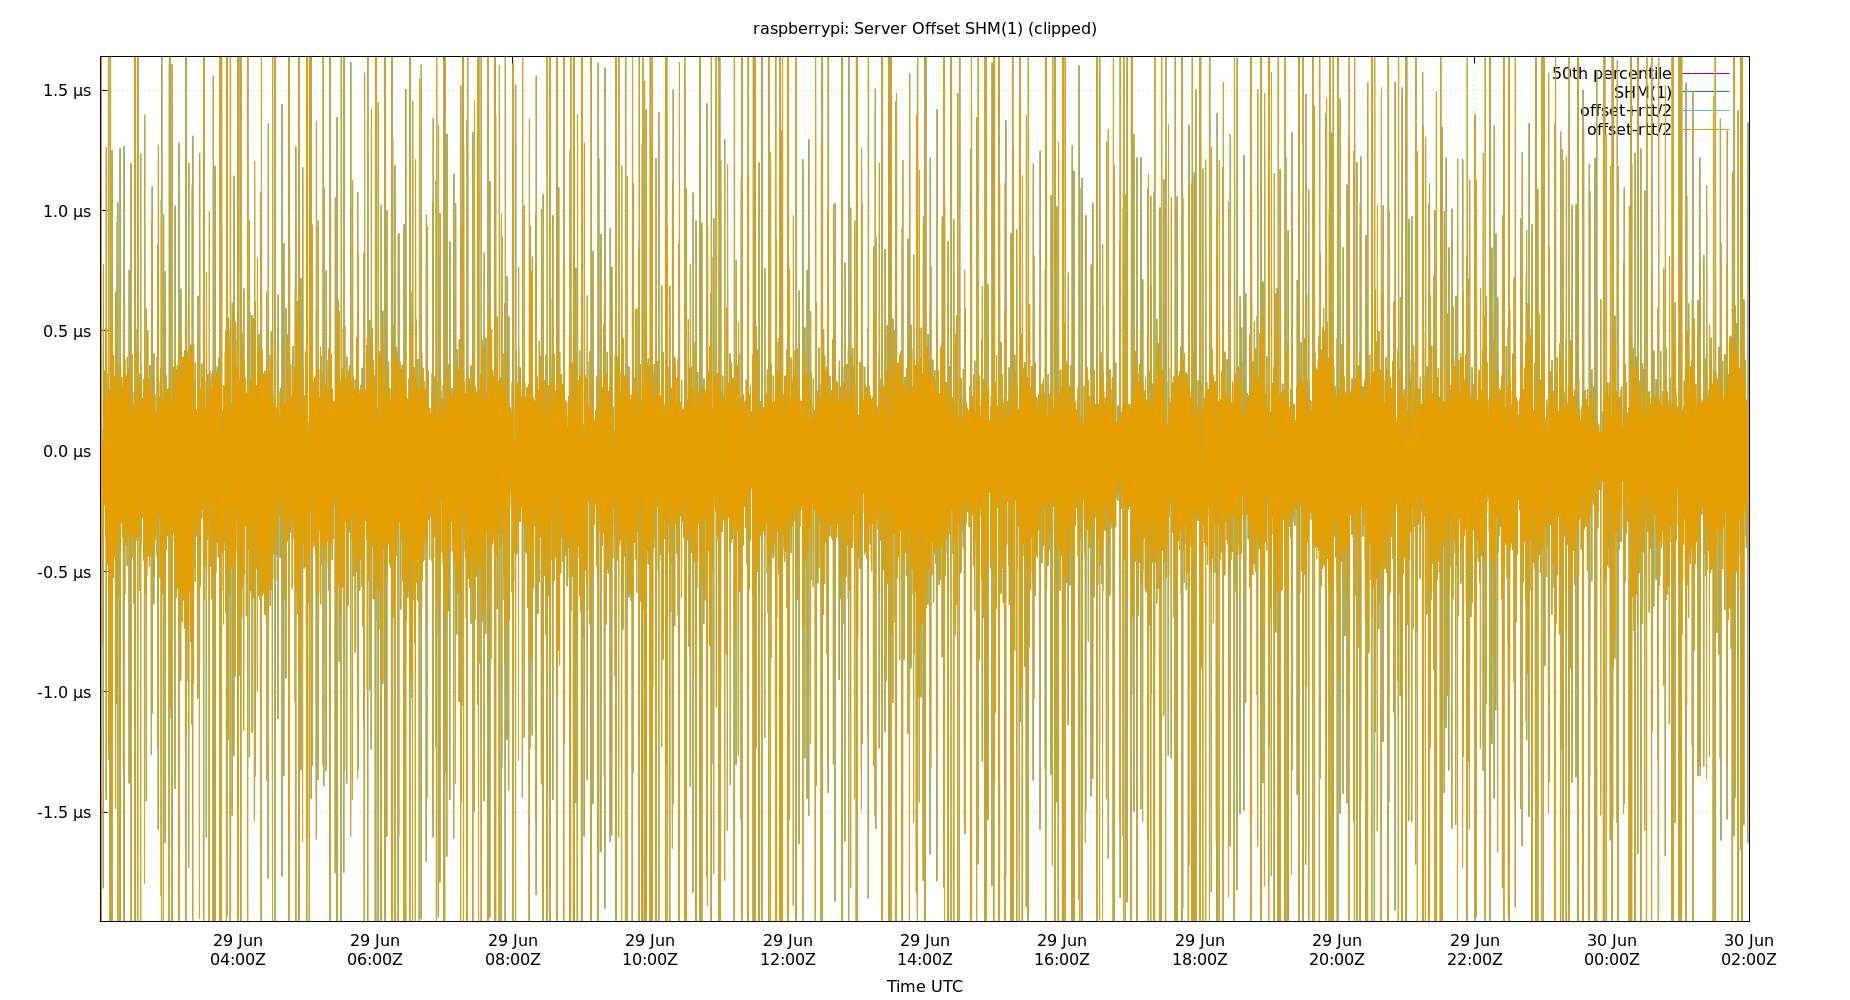 raspberrypi: Server Offset SHM(1) (clipped)
50th percentile
SHM(1)
offset+rtt/2
offset-rtt/2
1.5 µs
1.0 µs
0.5 µs
0.0 µs
-0.5 µs
-1.0 µs
-1.5 µs
29 Jun 29 Jun 29 Jun 29 Jun 29 Jun 29 Jun 29 Jun 29 Jun 29 Jun 29 Jun 30 Jun 30 Jun
04:00Z 06:00Z 08:00Z 10:00Z 12:00Z 14:00Z 16:00Z 18:00Z 20:00Z 22:00Z 00:00Z 02:00Z
Time UTC